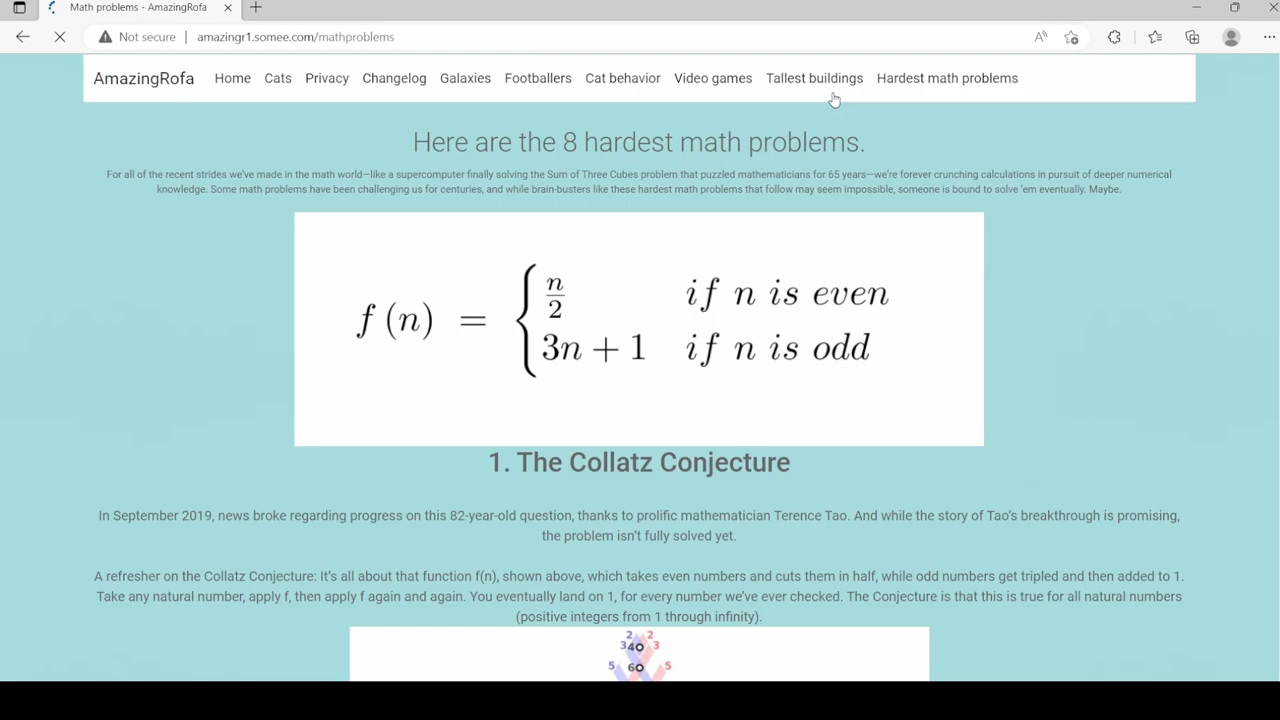 Math problems - AmazingRofa
Not secure | amazingr1.somee.com/mathproblems
AmazingRofa Home Cats Privacy Changelog Galaxies Footballers Cat behavior Video games Tallest buildings Hardest math problems
Here are the 8 hardest math problems.
For all of the recent strides we’ve made in the math world—like a supercomputer finally solving the Sum of Three Cubes problem that puzzled mathematicians for 65 years—we’re forever crunching calculations in pursuit of deeper numerical
knowledge. Some math problems have been challenging us for centuries, and while brain-busters like these hardest math problems that follow may seem impossible, someone is bound to solve ’em eventually. Maybe.
f (n) = { n/2 if n is even
3n + 1 if n is odd
1. The Collatz Conjecture
In September 2019, news broke regarding progress on this 82-year-old question, thanks to prolific mathematician Terence Tao. And while the story of Tao’s breakthrough is promising,
the problem isn’t fully solved yet.
A refresher on the Collatz Conjecture: It’s all about that function f(n), shown above, which takes even numbers and cuts them in half, while odd numbers get tripled and then added to 1.
Take any natural number, apply f, then apply f again and again. You eventually land on 1, for every number we’ve ever checked. The Conjecture is that this is true for all natural numbers
(positive integers from 1 through infinity).
2 2
3 4 3
5 6 5